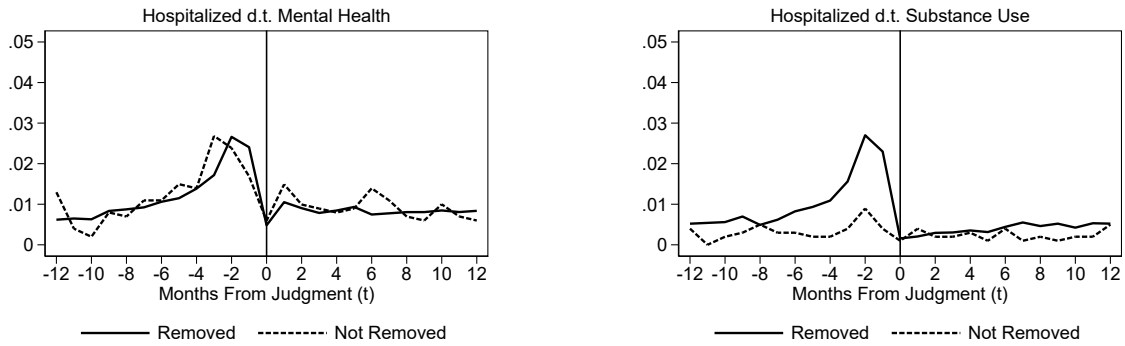 Hospitalized d.t. Mental Health
.05
.04
.03
.02
.01
0
-12 -10 -8 -6 -4 -2 0 2 4 6 8 10 12
Months From Judgment (t)
Removed Not Removed
Hospitalized d.t. Substance Use
.05
.04
.03
.02
.01
0
-12 -10 -8 -6 -4 -2 0 2 4 6 8 10 12
Months From Judgment (t)
Removed Not Removed